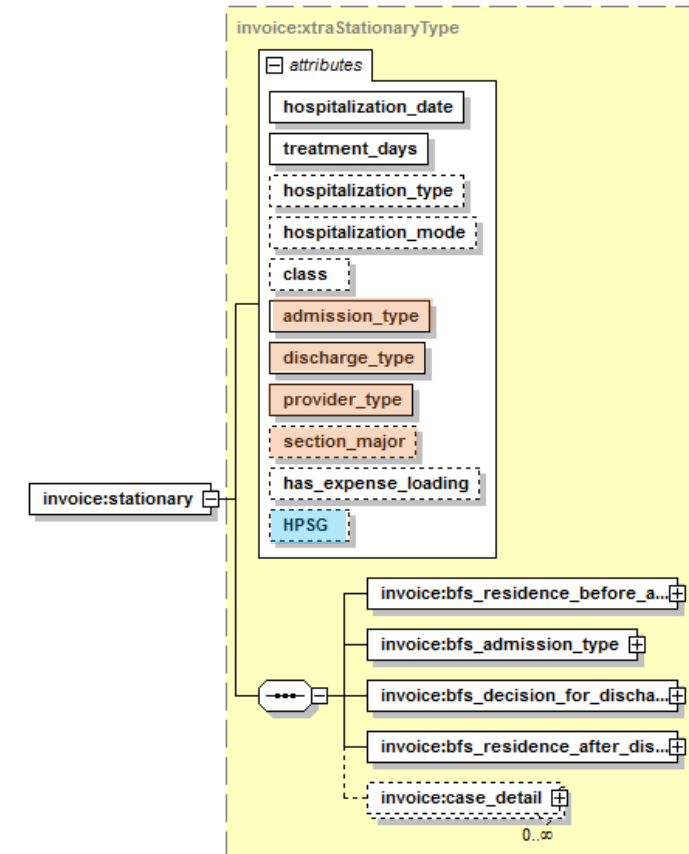 invoice:xtraStationaryType
attributes
hospitalization_date
treatment_days
hospitalization_type
hospitalization_mode
class
admission_type
discharge_type
provider_type
section_major
has_expense_loading
HPSG
invoice:stationary
invoice:bfs_residence_before_a...
invoice:bfs_admission_type
invoice:bfs_decision_for_discha...
invoice:bfs_residence_after_dis...
invoice:case_detail
0..∞